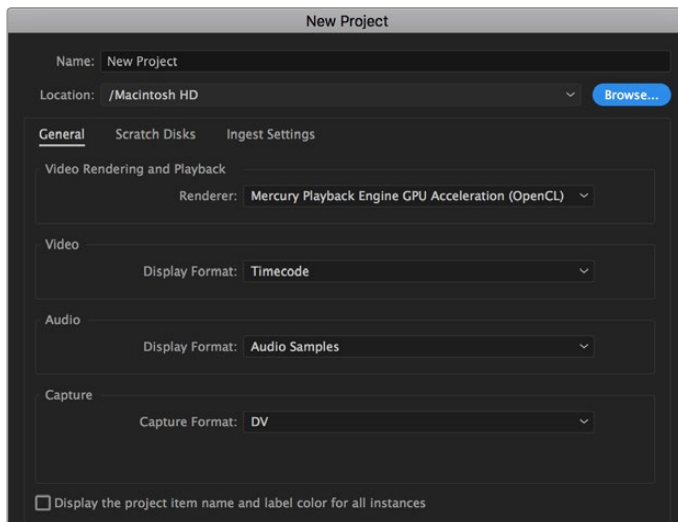 New Project
Name: New Project
Location: /Macintosh HD Browse...
General Scratch Disks Ingest Settings
Video Rendering and Playback
Renderer: Mercury Playback Engine GPU Acceleration (OpenCL)
Video
Display Format: Timecode
Audio
Display Format: Audio Samples
Capture
Capture Format: DV
Display the project item name and label color for all instances